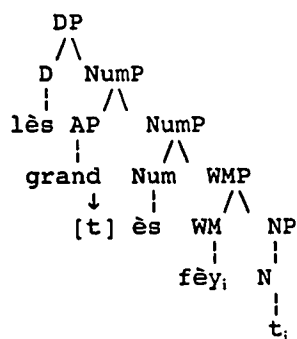 DP
D NumP
lès AP NumP
grand Num WMP
[t] ès WM NP
fèyᵢ N
tᵢ